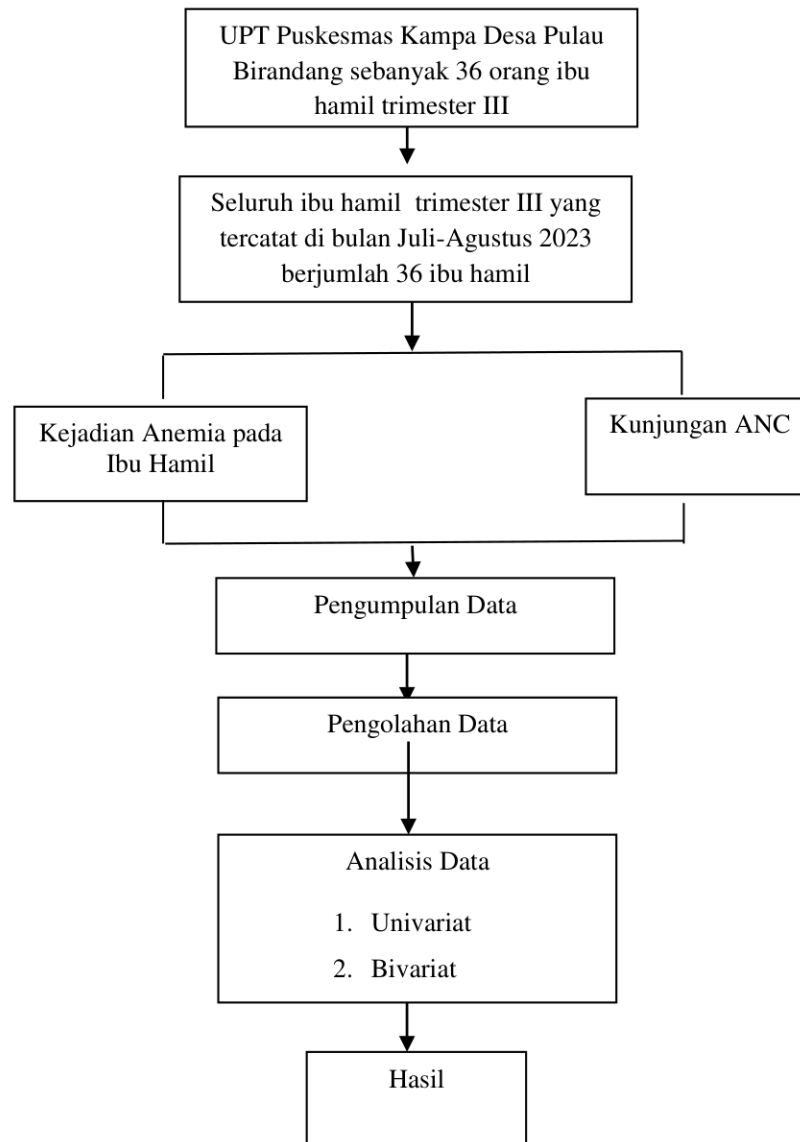 UPT Puskesmas Kampa Desa Pulau
Birandang sebanyak 36 orang ibu
hamil trimester III
Seluruh ibu hamil trimester III yang
tercatat di bulan Juli-Agustus 2023
berjumlah 36 ibu hamil
Kejadian Anemia pada
Ibu Hamil
Kunjungan ANC
Pengumpulan Data
Pengolahan Data
Analisis Data
1. Univariat
2. Bivariat
Hasil